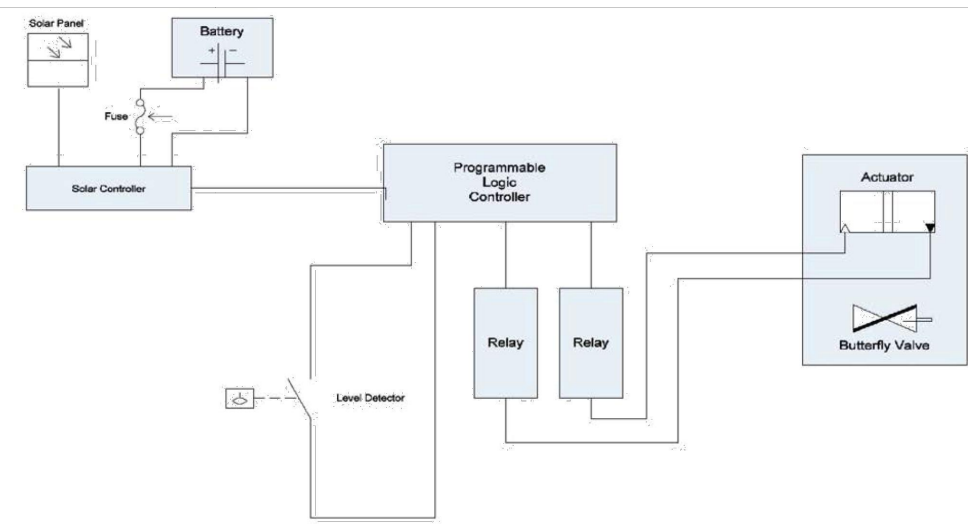 Solar Panel
Battery
+ -
Fuse
Solar Controller
Programmable
Logic
Controller
Actuator
Relay
Relay
Butterfly Valve
Level Detector